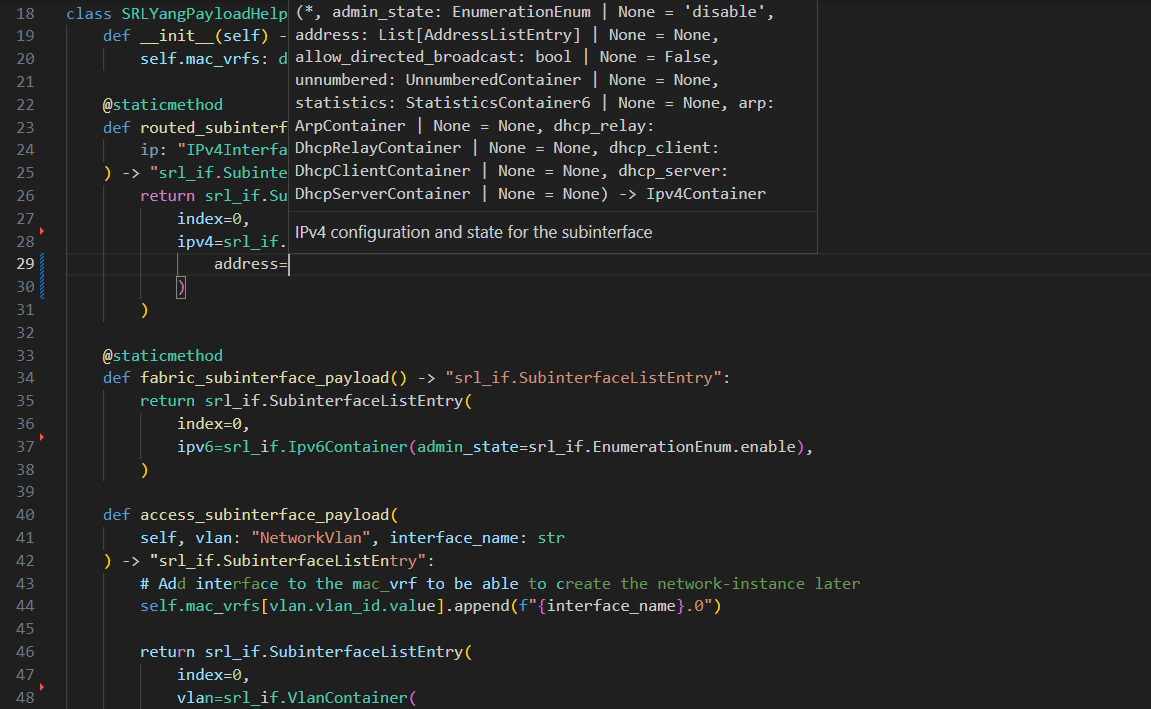 18 class SRLYangPayloadHelp
(*, admin_state: EnumerationEnum | None = 'disable',
19 def __init__(self) -
address: List[AddressListEntry] | None = None,
20 self.mac_vrfs: d
allow_directed_broadcast: bool | None = False,
21
unnumbered: UnnumberedContainer | None = None,
22 @staticmethod
statistics: StatisticsContainer6 | None = None, arp:
23 def routed_subinterf
ArpContainer | None = None, dhcp_relay:
24 ip: "IPv4Interfa
DhcpRelayContainer | None = None, dhcp_client:
25 ) -> "srl_if.Subinte
DhcpClientContainer | None = None, dhcp_server:
26 return srl_if.Su
DhcpServerContainer | None = None) -> Ipv4Container
27 index=0,
IPv4 configuration and state for the subinterface
28 ipv4=srl_if.
29 address=
30 )
31 )
32
33 @staticmethod
34 def fabric_subinterface_payload() -> "srl_if.SubinterfaceListEntry":
35 return srl_if.SubinterfaceListEntry(
36 index=0,
37 ipv6=srl_if.Ipv6Container(admin_state=srl_if.EnumerationEnum.enable),
38 )
39
40 def access_subinterface_payload(
41 self, vlan: "NetworkVlan", interface_name: str
42 ) -> "srl_if.SubinterfaceListEntry":
43 # Add interface to the mac_vrf to be able to create the network-instance later
44 self.mac_vrfs[vlan.vlan_id.value].append(f"{interface_name}.0")
45
46 return srl_if.SubinterfaceListEntry(
47 index=0,
48 vlan=srl_if.VlanContainer(